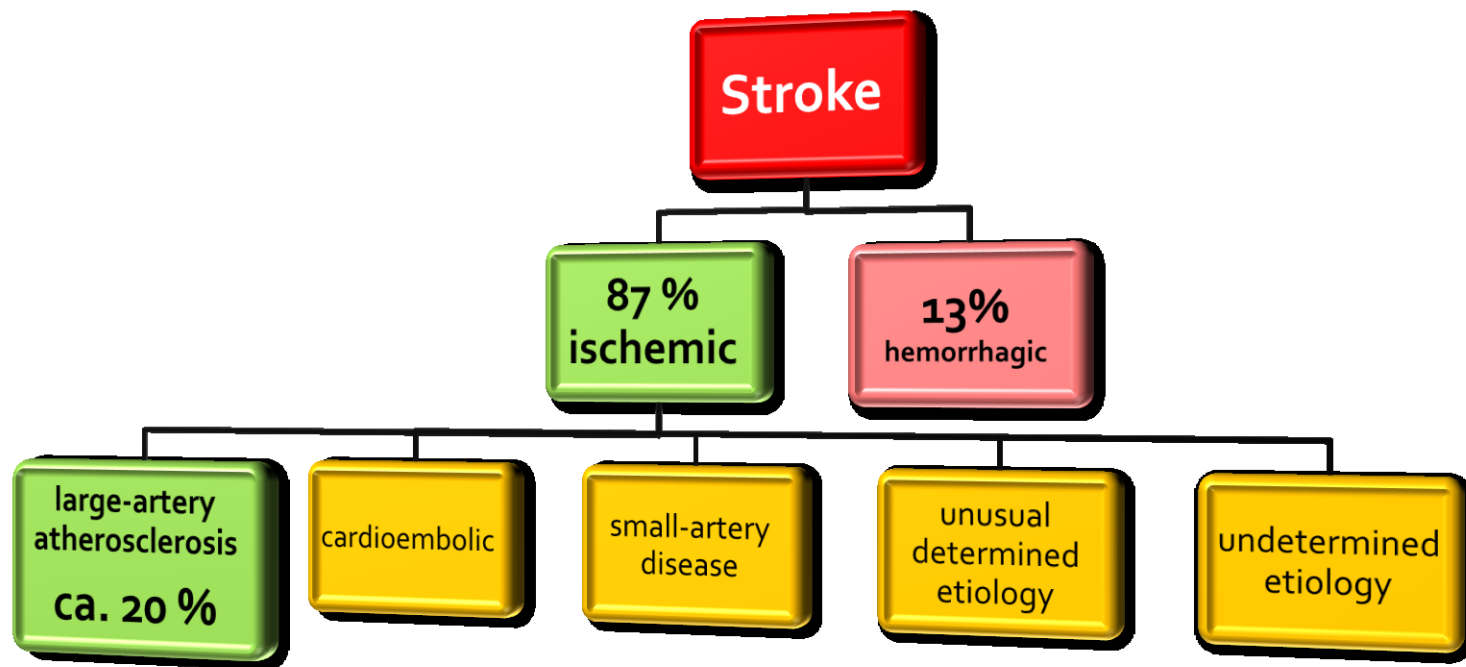 Stroke
87 %
ischemic
13%
hemorrhagic
large-artery
atherosclerosis
ca. 20 %
cardioembolic
small-artery
disease
unusual
determined
etiology
undetermined
etiology